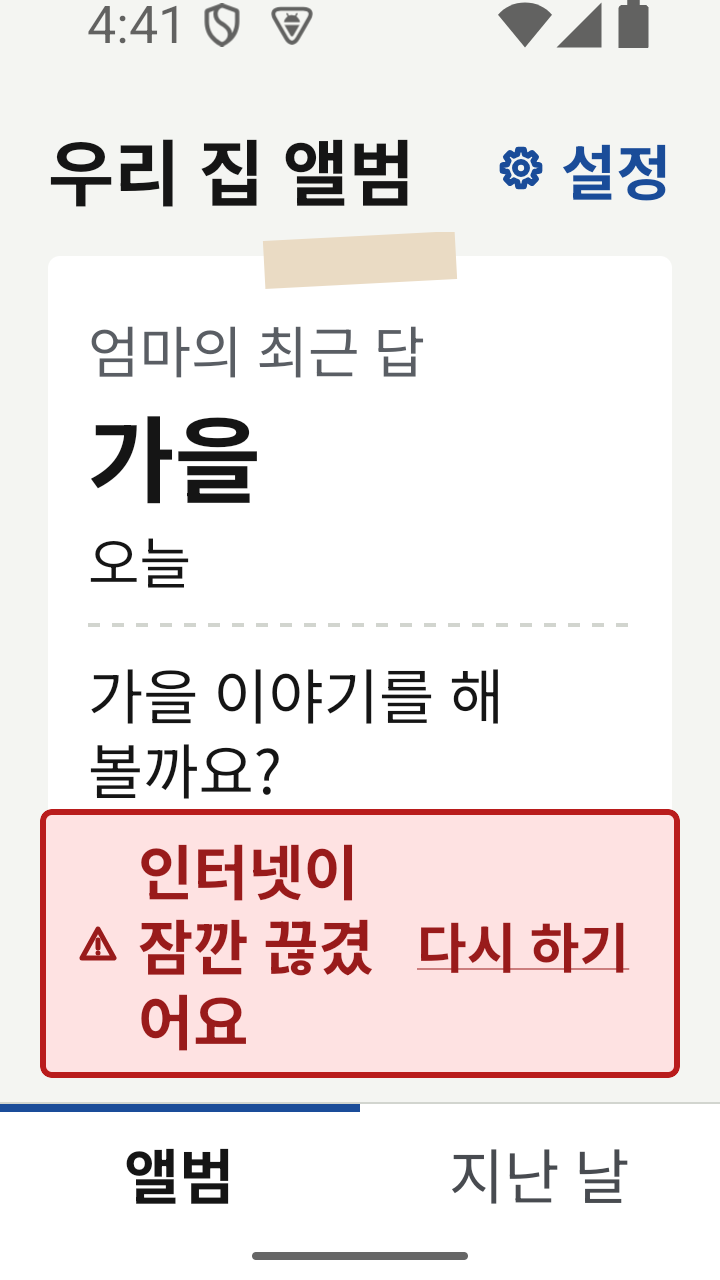 4:41
우리 집 앨범
설정
엄마의 최근 답
가을
오늘
가을 이야기를 해
볼까요?
인터넷이
잠깐 끊겼
어요
다시 하기
앨범
지난 날